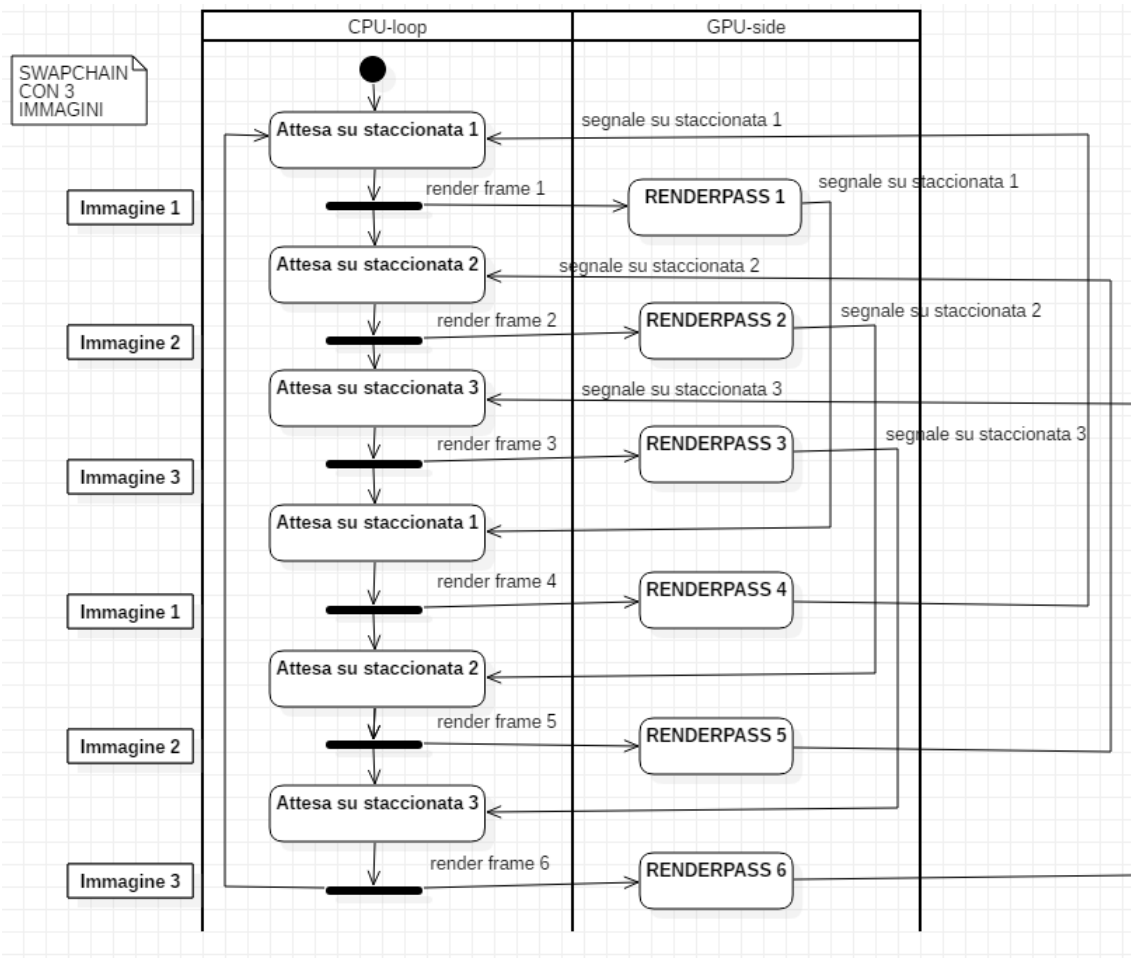 CPU-loop
GPU-side
SWAPCHAIN
CON 3
IMMAGINI
segnale su staccionata 1
Attesa su staccionata 1
segnale su staccionata 1
render frame 1
RENDERPASS 1
Immagine 1
Attesa su staccionata 2
segnale su staccionata 2
segnale su staccionata 2
render frame 2
RENDERPASS 2
Immagine 2
Attesa su staccionata 3
segnale su staccionata 3
segnale su staccionata 3
render frame 3
RENDERPASS 3
Immagine 3
Attesa su staccionata 1
render frame 4
RENDERPASS 4
Immagine 1
Attesa su staccionata 2
render frame 5
RENDERPASS 5
Immagine 2
Attesa su staccionata 3
render frame 6
RENDERPASS 6
Immagine 3